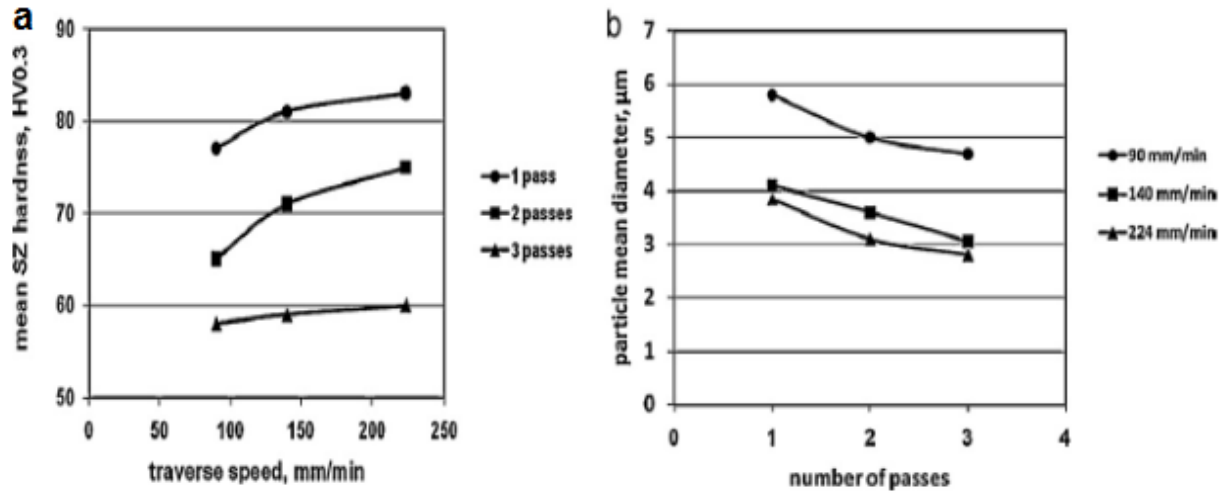 a
mean SZ hardnss, HV0.3
90
80
70
60
50
0 50 100 150 200 250
traverse speed, mm/min
1 pass
2 passes
3 passes
b
particle mean diameter, µm
7
6
5
4
3
2
1
0
0 1 2 3 4
number of passes
90 mm/min
140 mm/min
224 mm/min